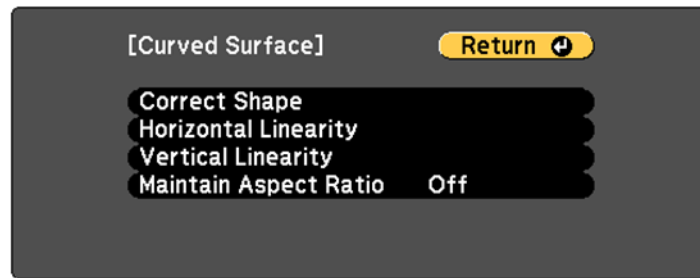 [Curved Surface] Return
Correct Shape
Horizontal Linearity
Vertical Linearity
Maintain Aspect Ratio Off